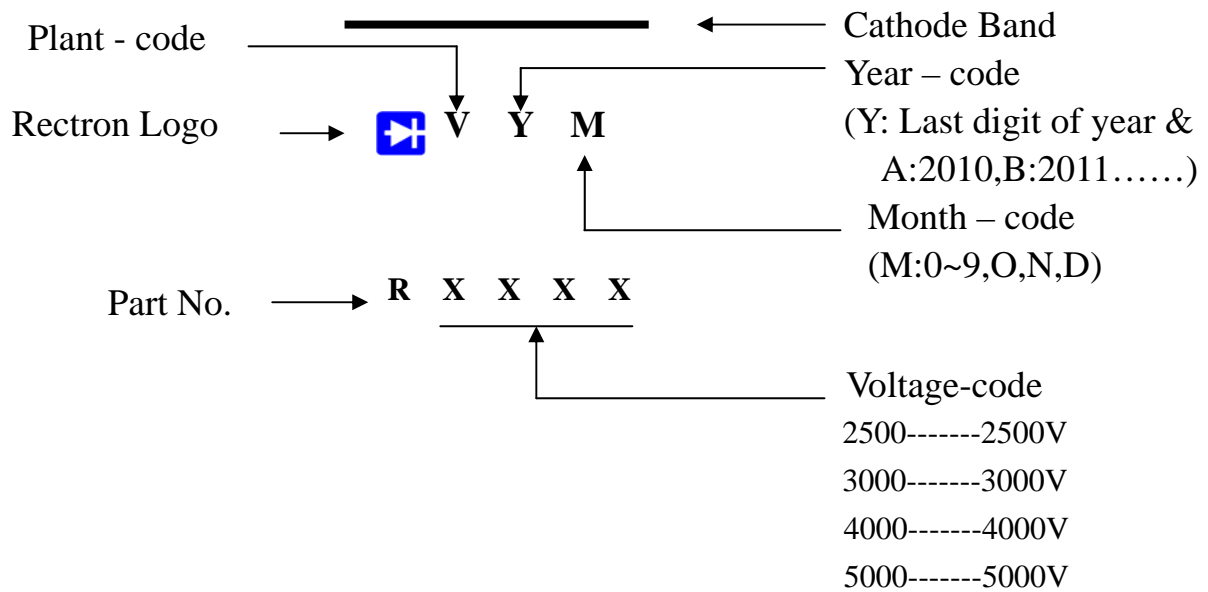 Plant - code
Cathode Band
Year – code
(Y: Last digit of year &
A:2010,B:2011……)
Rectron Logo
V Y M
Month – code
(M:0~9,O,N,D)
Part No.
R X X X X
Voltage-code
2500-------2500V
3000-------3000V
4000-------4000V
5000-------5000V